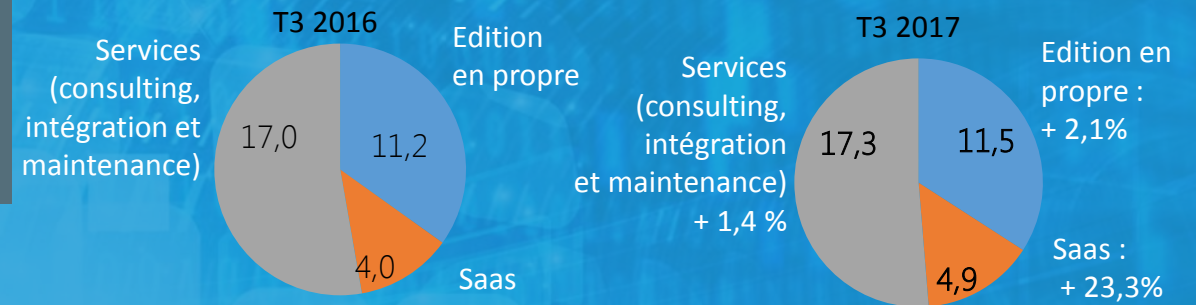 T3 2016
Services
(consulting,
intégration et
maintenance)
17,0
11,2
4,0
Edition
en propre
Saas
T3 2017
Services
(consulting,
intégration
et maintenance)
+ 1,4 %
17,3
11,5
4,9
Edition en
propre :
+ 2,1%
Saas :
+ 23,3%